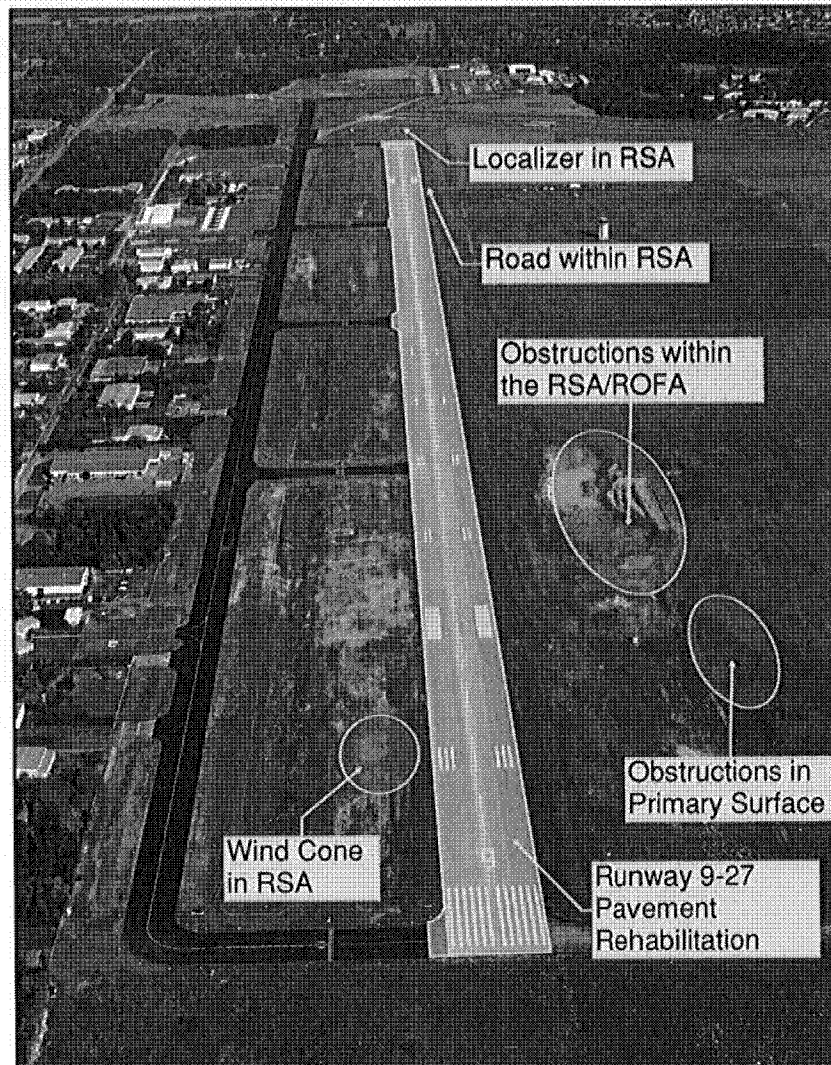 Localizer in RSA
Road within RSA
Obstructions within
the RSA/ROFA
Obstructions in
Primary Surface
Wind Cone
in RSA
Runway 9-27
Pavement
Rehabilitation